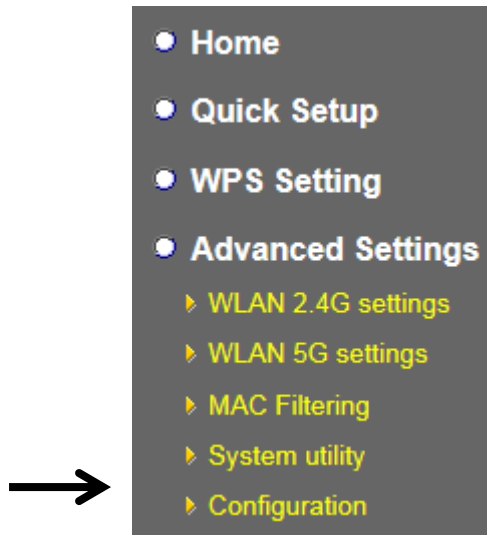 Home
Quick Setup
WPS Setting
Advanced Settings
WLAN 2.4G settings
WLAN 5G settings
MAC Filtering
System utility
Configuration